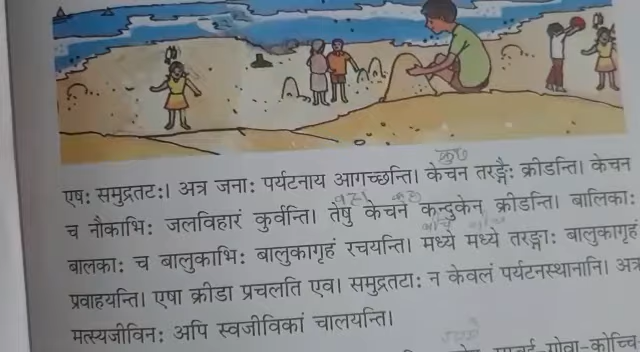 एषः समुद्रतटः। अत्र जनाः पर्यटनाय आगच्छन्ति। केचन तरङ्गैः क्रीडन्ति। केचन
च नौकाभिः जलविहारं कुर्वन्ति। तेषु केचन कन्दुकेन क्रीडन्ति। बालिकाः
बालकाः च बालुकाभिः बालुकागृहं रचयन्ति। मध्ये मध्ये तरङ्गाः बालुकागृहं
प्रवाहयन्ति। एषा क्रीडा प्रचलति एव। समुद्रतटाः न केवलं पर्यटनस्थानानि। अत्र
मत्स्यजीविनः अपि स्वजीविकां चालयन्ति।
मुम्बई-गोवा-कोच्चि